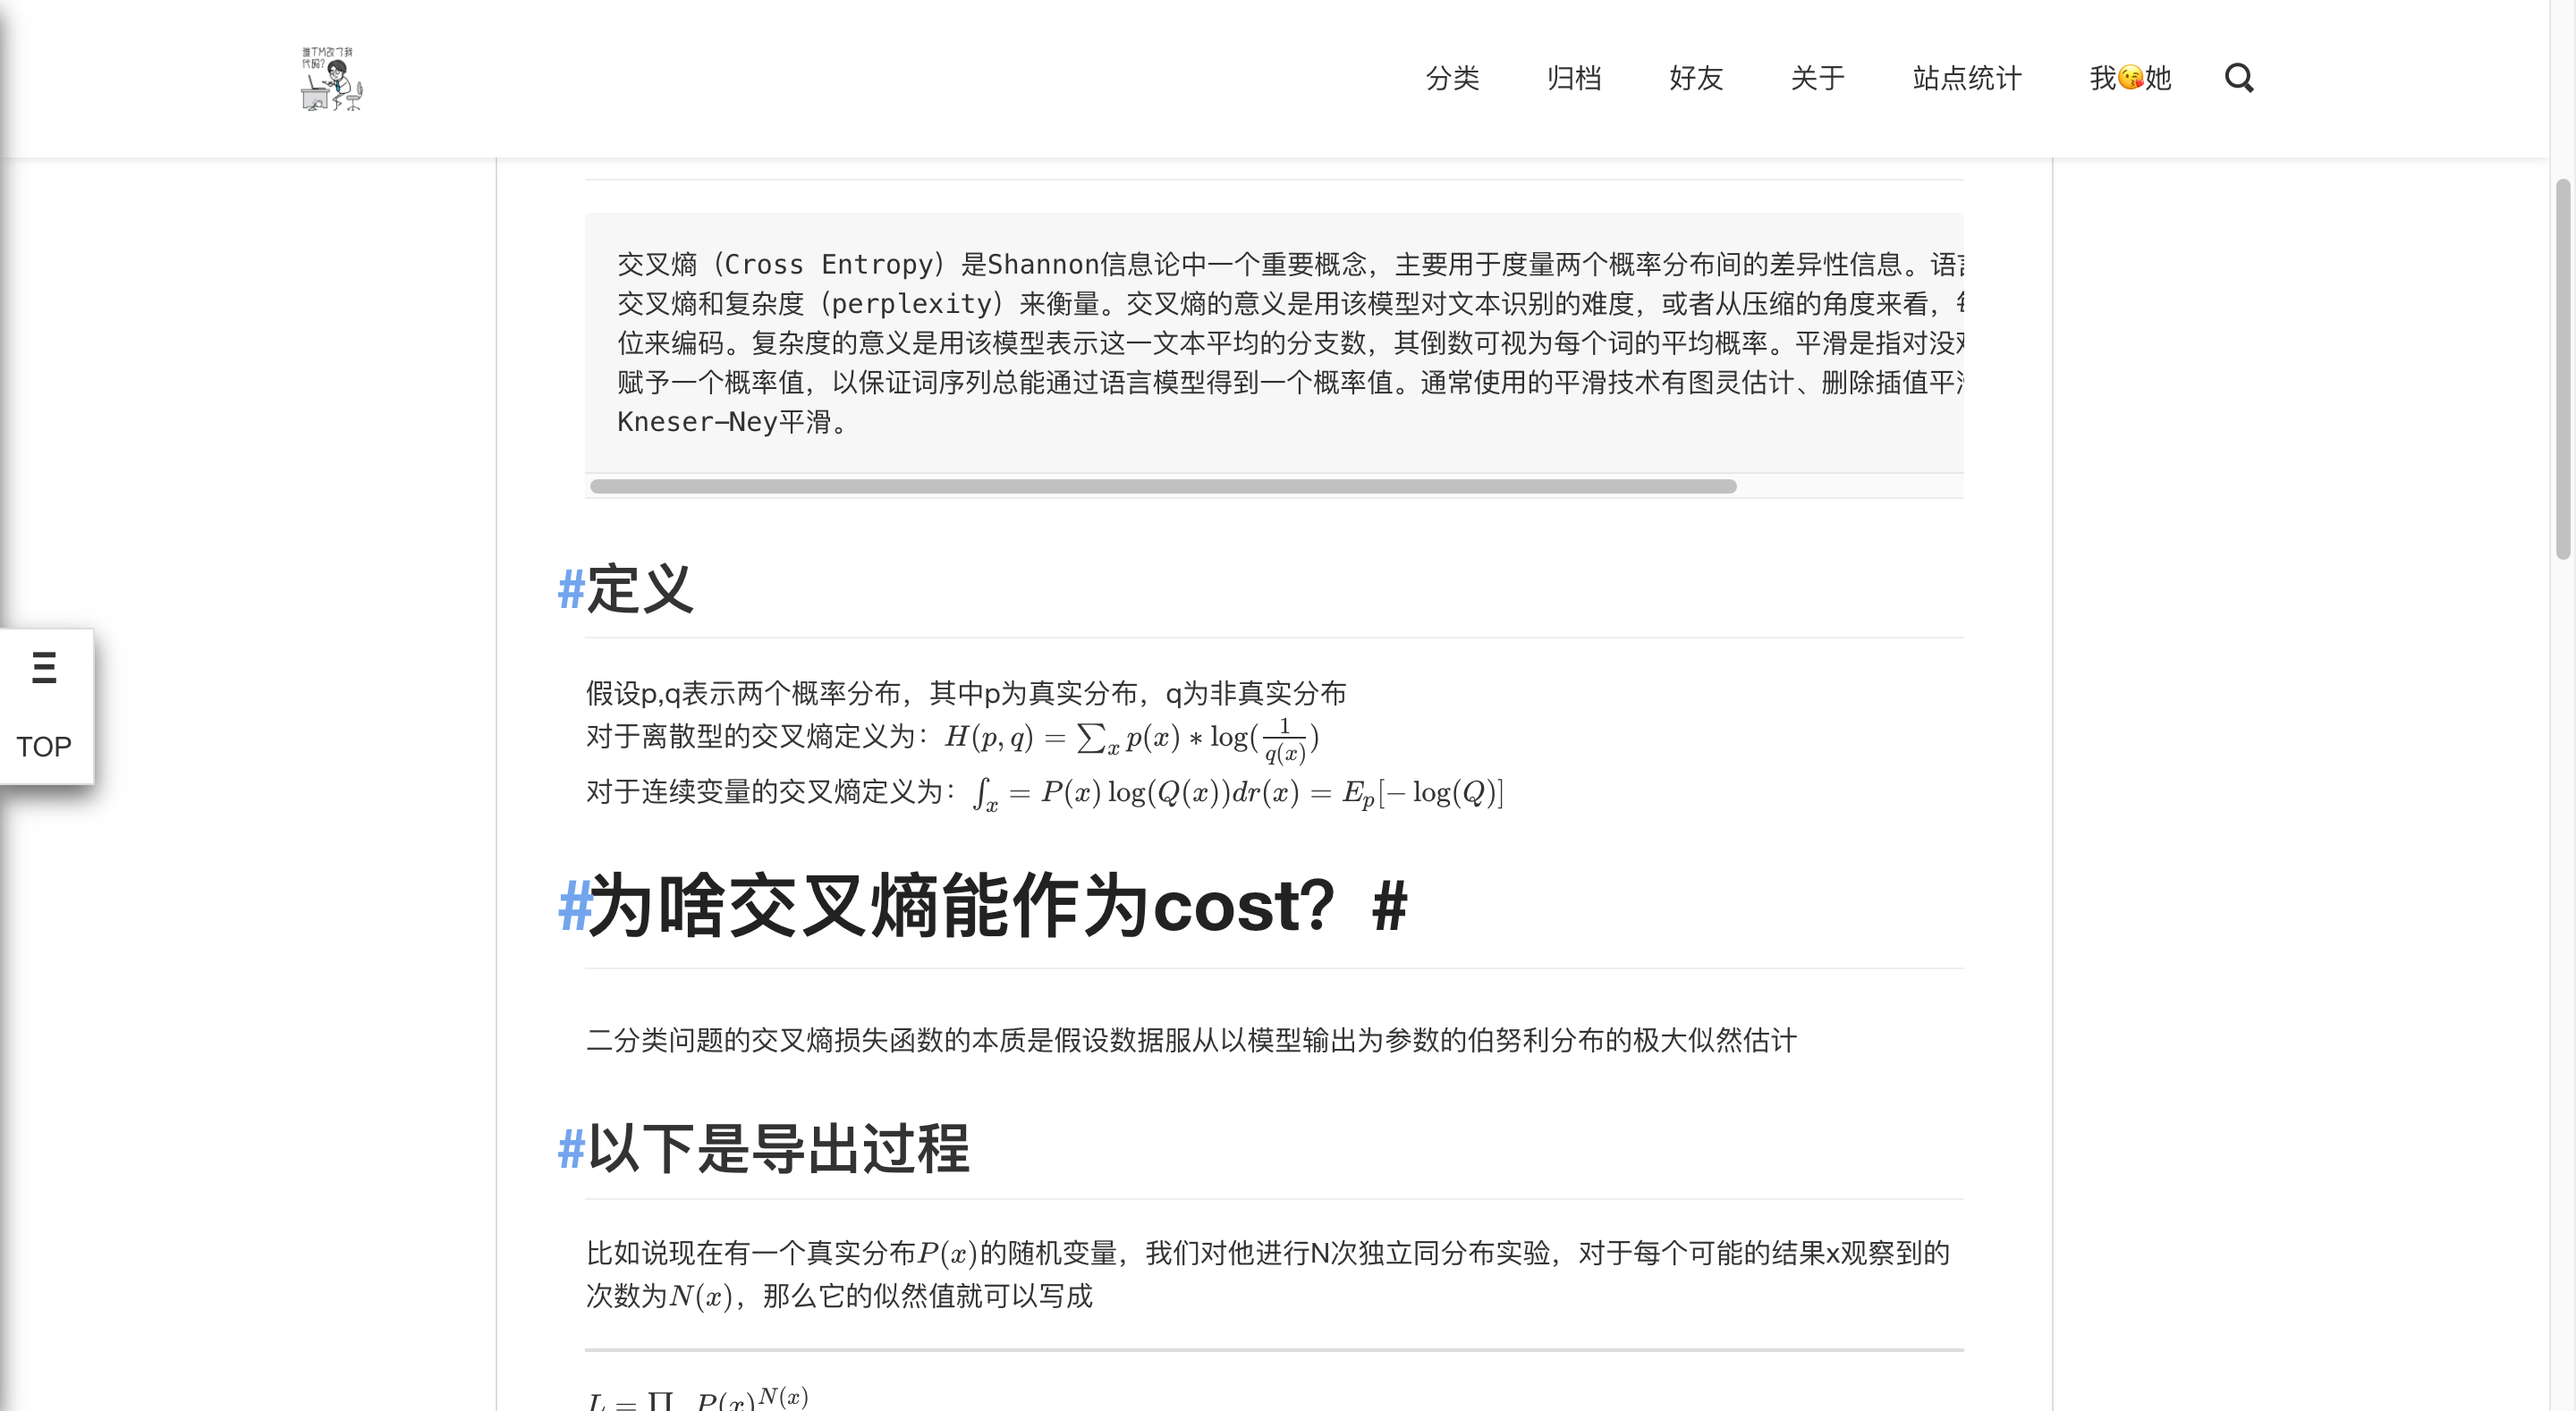 谁TM改了我
代码?
分类 归档 好友 关于 站点统计 我😘她
交叉熵（Cross Entropy）是Shannon信息论中一个重要概念，主要用于度量两个概率分布间的差异性信息。语
交叉熵和复杂度（perplexity）来衡量。交叉熵的意义是用该模型对文本识别的难度，或者从压缩的角度来看，
位来编码。复杂度的意义是用该模型表示这一文本平均的分支数，其倒数可视为每个词的平均概率。平滑是指对没
赋予一个概率值，以保证词序列总能通过语言模型得到一个概率值。通常使用的平滑技术有图灵估计、删除插值平
Kneser-Ney平滑。
#定义
TOP
假设p,q表示两个概率分布，其中p为真实分布，q为非真实分布
对于离散型的交叉熵定义为：$H(p,q)=\sum_x p(x)*\log(\frac{1}{q(x)})$
对于连续变量的交叉熵定义为：$\int_x=P(x)\log(Q(x))dr(x)=E_p[-\log(Q)]$
#为啥交叉熵能作为cost？#
二分类问题的交叉熵损失函数的本质是假设数据服从以模型输出为参数的伯努利分布的极大似然估计
#以下是导出过程
比如说现在有一个真实分布$P(x)$的随机变量，我们对他进行N次独立同分布实验，对于每个可能的结果x观察到的
次数为$N(x)$，那么它的似然值就可以写成
$L=\prod P(x)^{N(x)}$